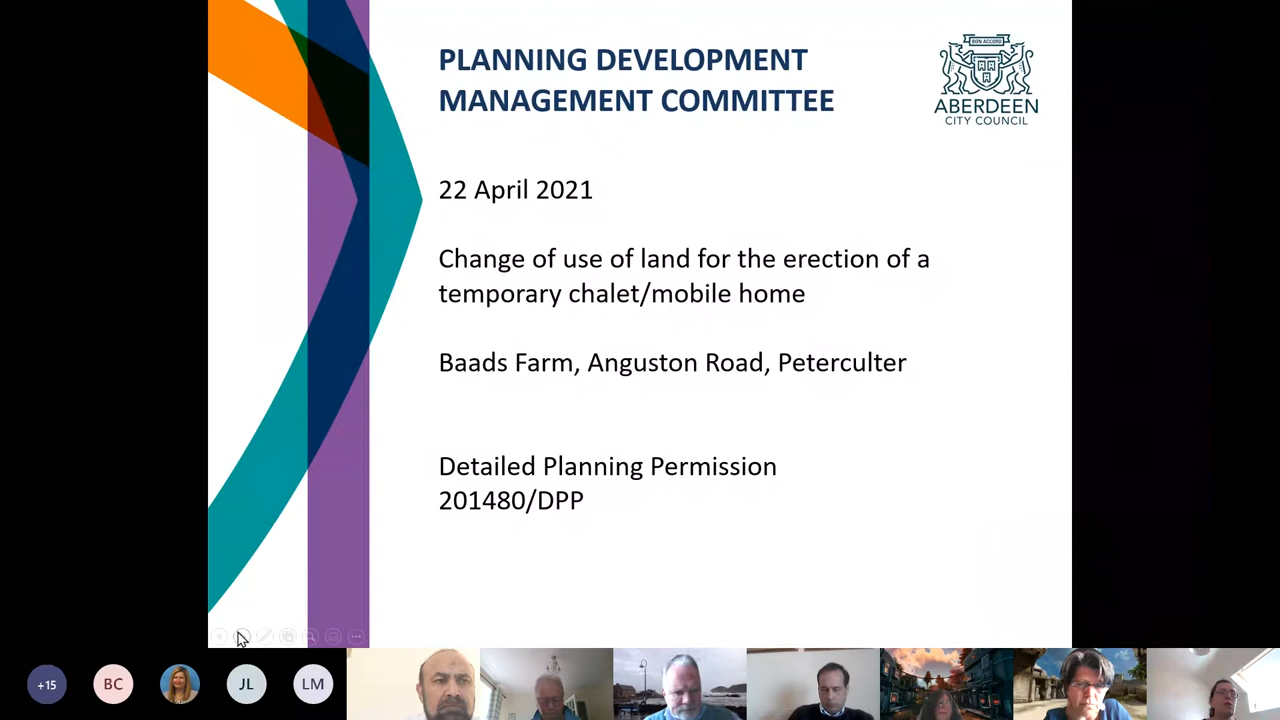 PLANNING DEVELOPMENT
MANAGEMENT COMMITTEE
BON ACCORD
ABERDEEN
CITY COUNCIL
22 April 2021
Change of use of land for the erection of a
temporary chalet/mobile home
Baads Farm, Anguston Road, Peterculter
Detailed Planning Permission
201480/DPP
+15
BC
JL
LM